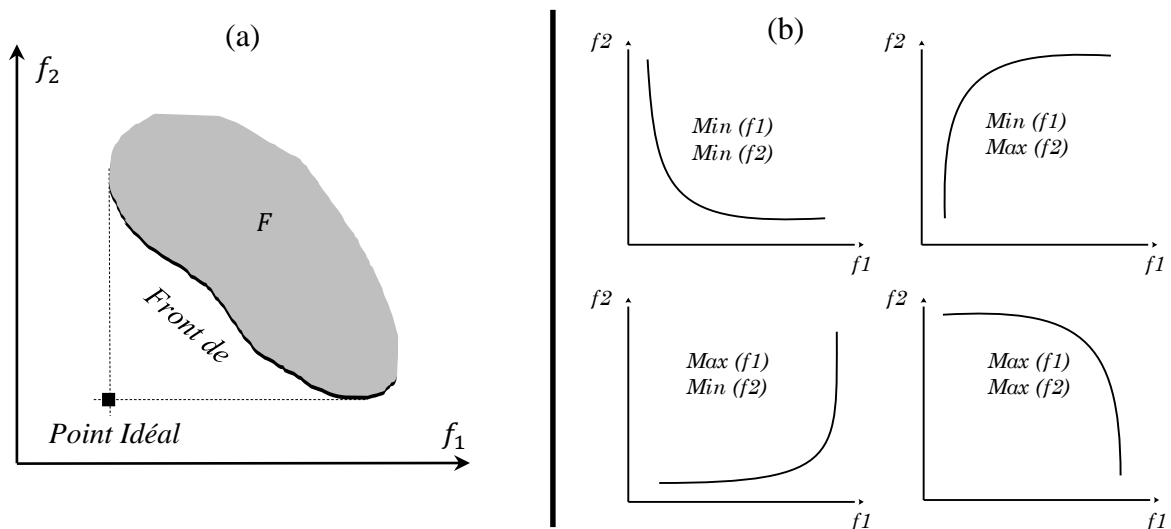 (a)
f₂
F
Front de
Point Idéal
f₁
(b)
f2
Min (f1)
Min (f2)
f1
f2
Min (f1)
Max (f2)
f1
f2
Max (f1)
Min (f2)
f1
f2
Max (f1)
Max (f2)
f1